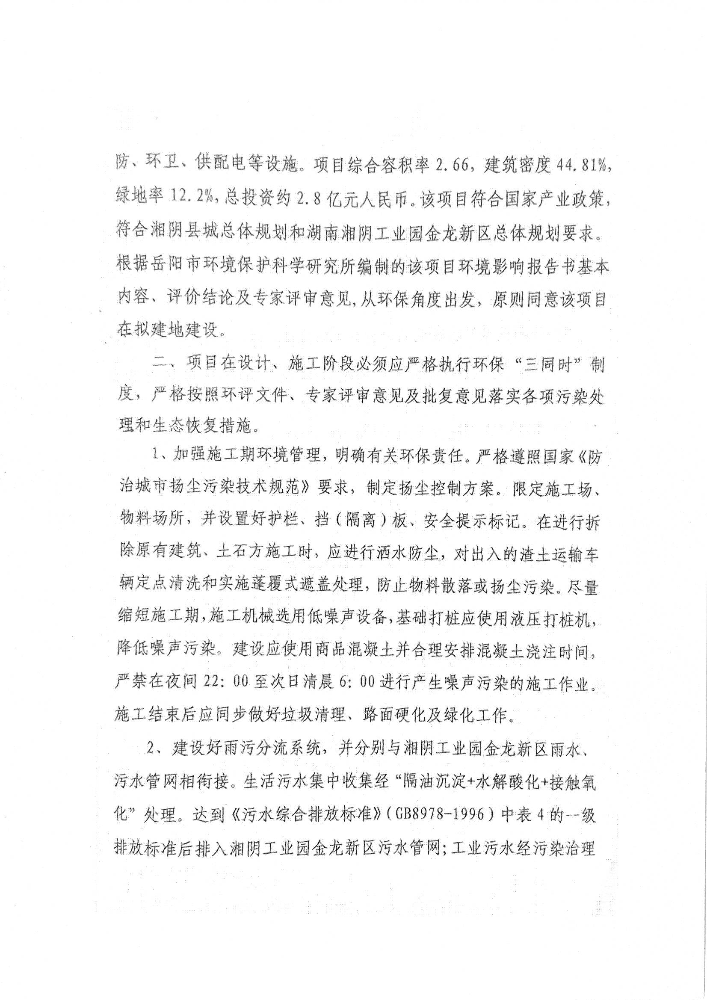 防、环卫、供配电等设施。项目综合容积率 2.66，建筑密度 44.81%，
绿地率 12.2%，总投资约 2.8 亿元人民币。该项目符合国家产业政策，
符合湘阴县城总体规划和湖南湘阴工业园金龙新区总体规划要求。
根据岳阳市环境保护科学研究所编制的该项目环境影响报告书基本
内容、评价结论及专家评审意见，从环保角度出发，原则同意该项目
在拟建地建设。
二、项目在设计、施工阶段必须应严格执行环保“三同时”制
度，严格按照环评文件、专家评审意见及批复意见落实各项污染处
理和生态恢复措施。
1、加强施工期环境管理，明确有关环保责任。严格遵照国家《防
治城市扬尘污染技术规范》要求，制定扬尘控制方案。限定施工场、
物料场所，并设置好护栏、挡（隔离）板、安全提示标记。在进行拆
除原有建筑、土石方施工时，应进行洒水防尘，对出入的渣土运输车
辆定点清洗和实施蓬覆式遮盖处理，防止物料散落或扬尘污染。尽量
缩短施工期，施工机械选用低噪声设备，基础打桩应使用液压打桩机，
降低噪声污染。建设应使用商品混凝土并合理安排混凝土浇注时间，
严禁在夜间 22：00 至次日清晨 6：00 进行产生噪声污染的施工作业。
施工结束后应同步做好垃圾清理、路面硬化及绿化工作。
2、建设好雨污分流系统，并分别与湘阴工业园金龙新区雨水、
污水管网相衔接。生活污水集中收集经“隔油沉淀+水解酸化+接触氧
化”处理。达到《污水综合排放标准》（GB8978-1996）中表 4 的一级
排放标准后排入湘阴工业园金龙新区污水管网；工业污水经污染治理